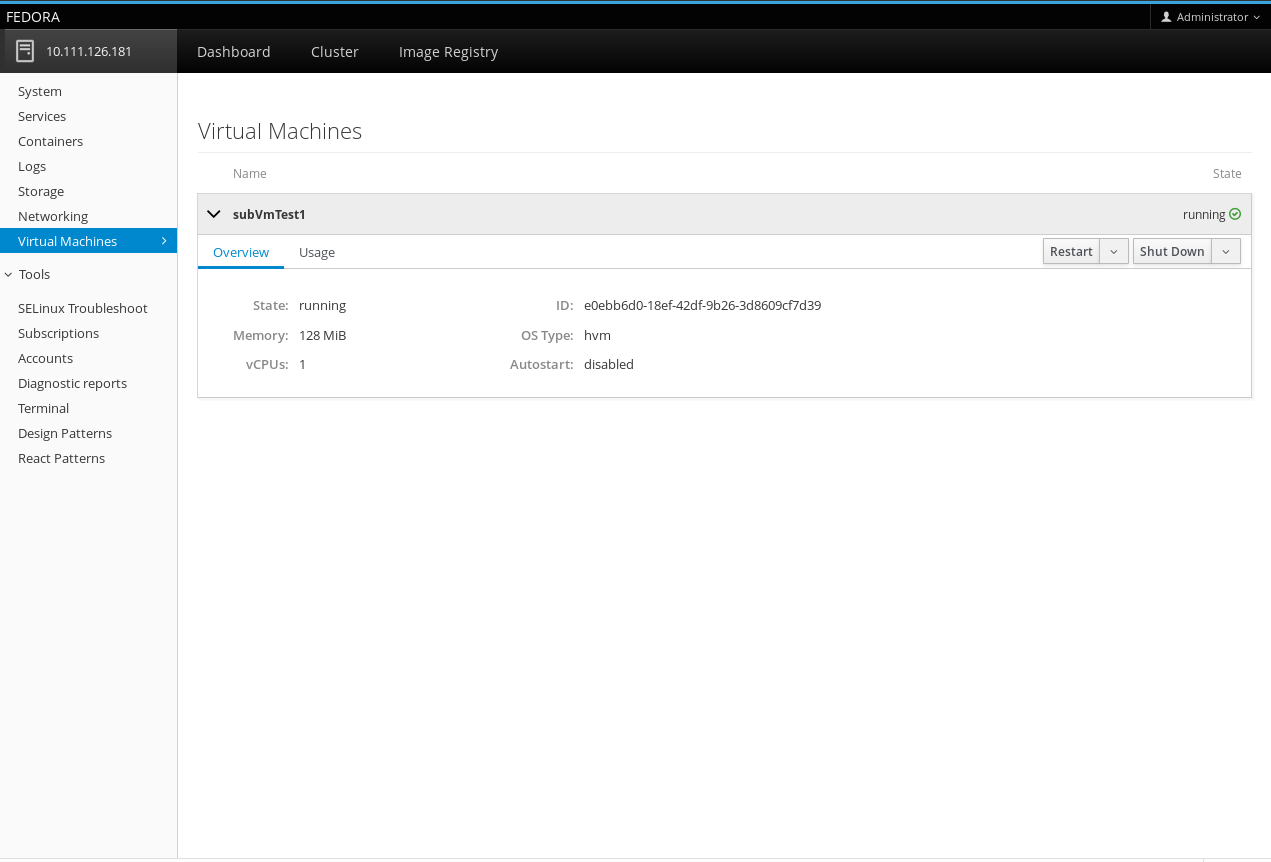 FEDORA
Administrator
10.111.126.181
Dashboard Cluster Image Registry
System
Services
Containers
Logs
Storage
Networking
Virtual Machines
Tools
SELinux Troubleshoot
Subscriptions
Accounts
Diagnostic reports
Terminal
Design Patterns
React Patterns
Virtual Machines
Name State
subVmTest1 running
Overview Usage Restart Shut Down
State: running ID: e0ebb6d0-18ef-42df-9b26-3d8609cf7d39
Memory: 128 MiB OS Type: hvm
vCPUs: 1 Autostart: disabled